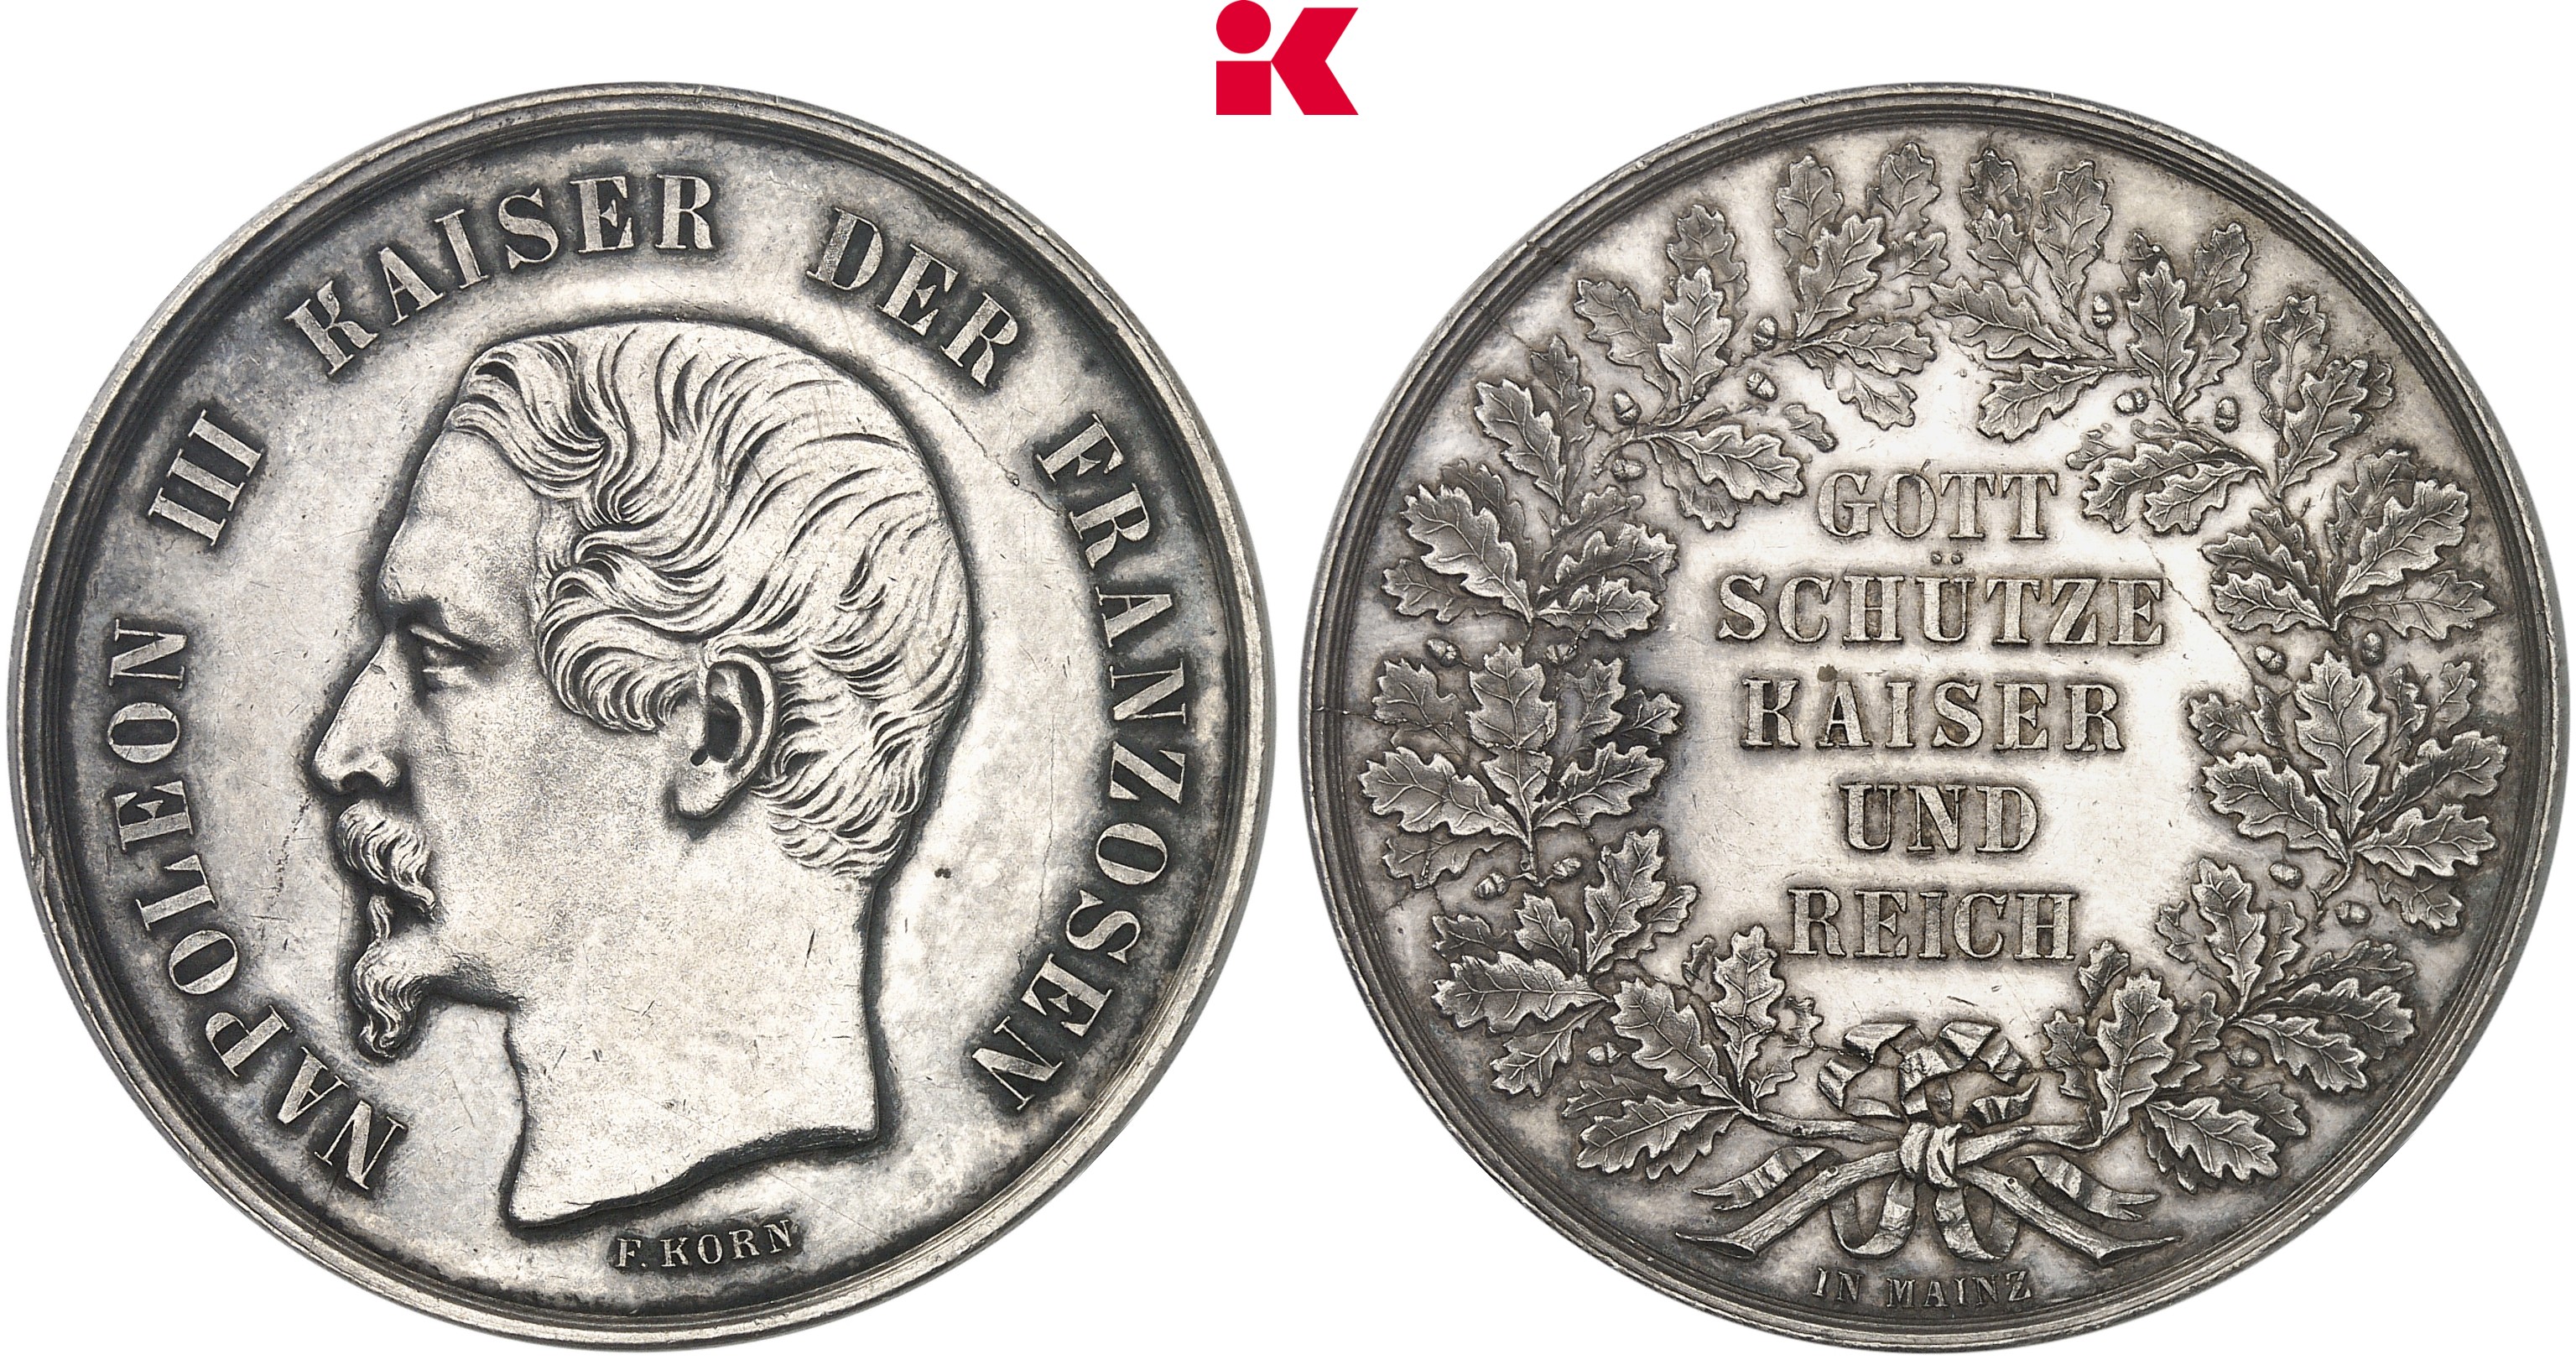 NAPOLEON III KAISER DER FRANZOSEN
F. KORN
GOTT
SCHÜTZE
KAISER
UND
REICH
IN MAINZ
iK